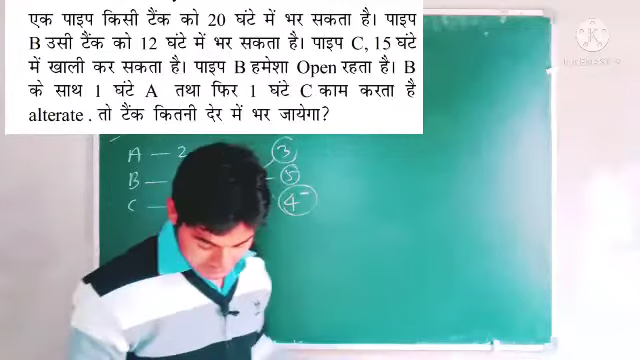 एक पाइप किसी टैंक को 20 घंटे में भर सकता है। पाइप
B उसी टैंक को 12 घंटे में भर सकता है। पाइप C, 15 घंटे
में खाली कर सकता है। पाइप B हमेशा Open रहता है। B
के साथ 1 घंटे A तथा फिर 1 घंटे C काम करता है
alterate . तो टैंक कितनी देर में भर जायेगा?
A — 2 3
B — - 5
C — 4-
K